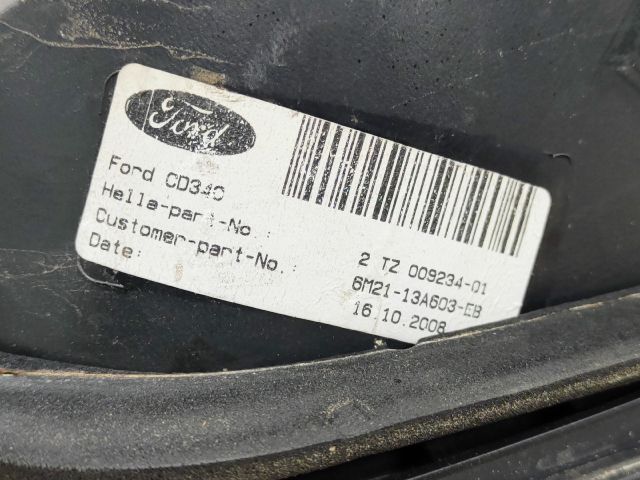 Ford
Ford CD340
Hella-part-No.: 2 TZ 009234-01
Customer-part-No.: 6M21-13A603-EB
Date: 16.10.2008